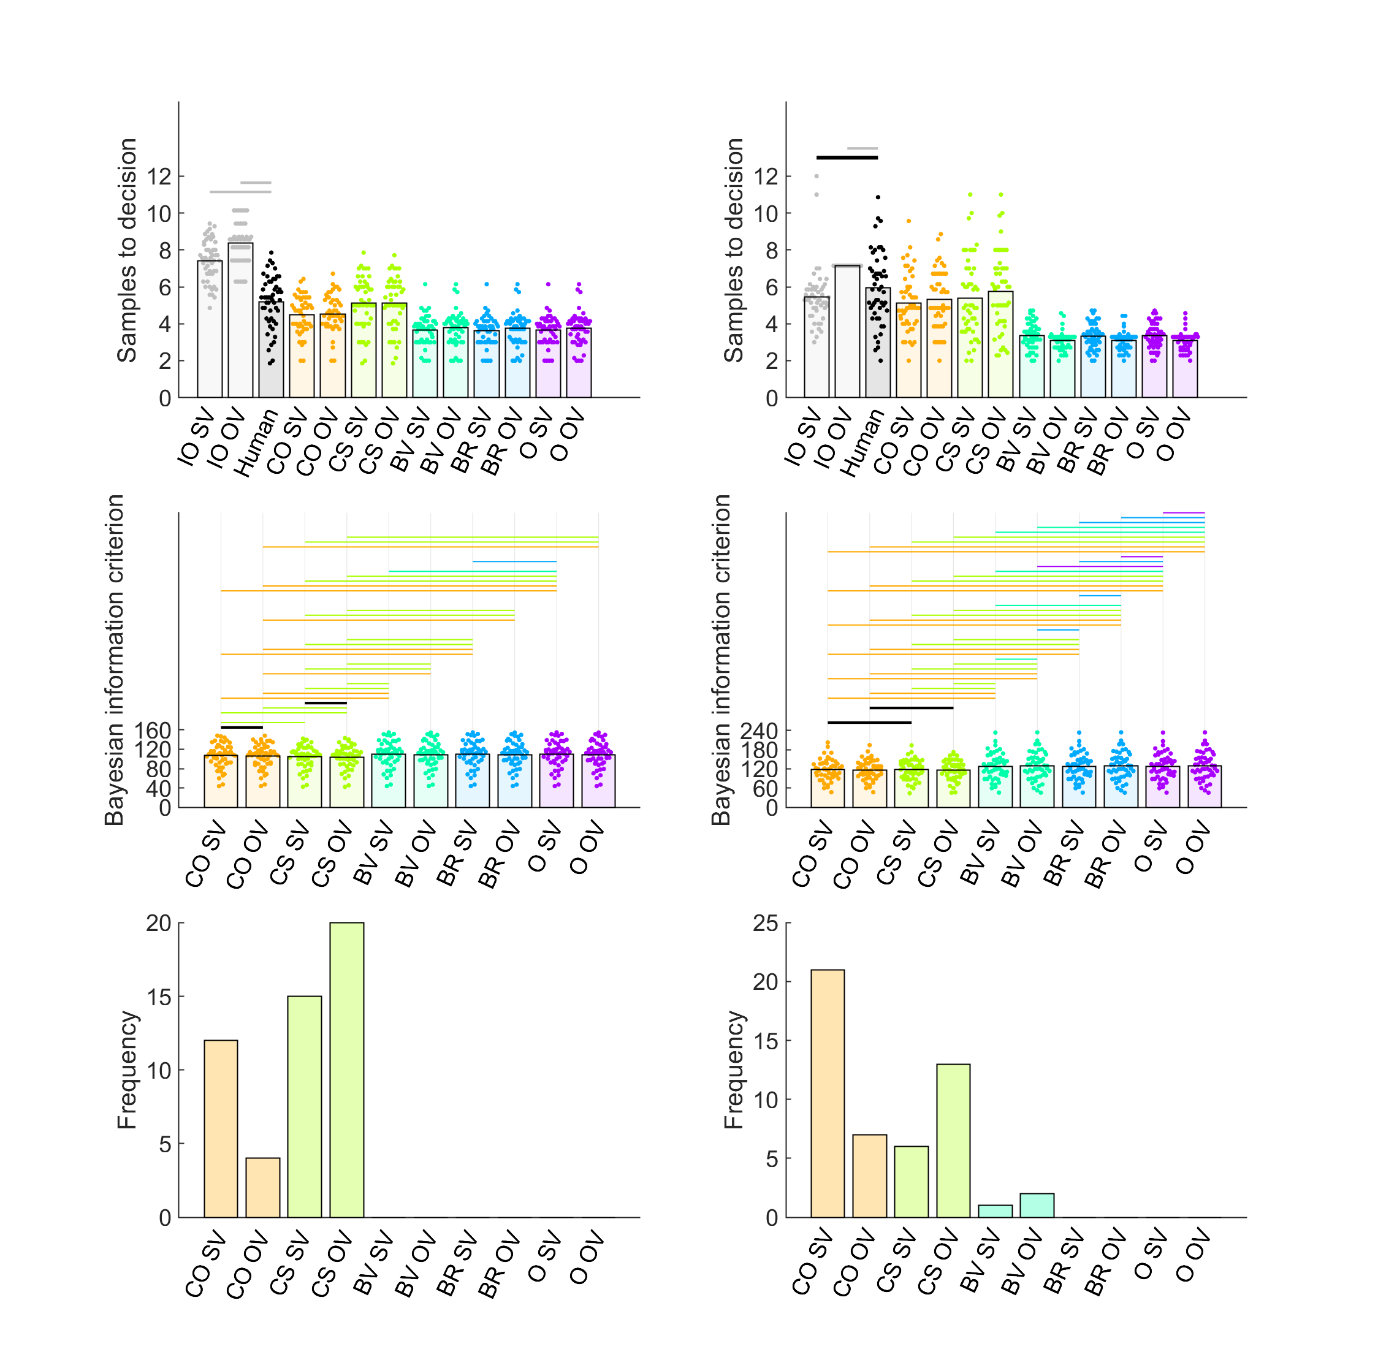 Samples to decision
12
10
8
6
4
2
0
IO SV
IO OV
Human
CO SV
CO OV
CS SV
CS OV
BV SV
BV OV
BR SV
BR OV
O SV
O OV
Samples to decision
12
10
8
6
4
2
0
IO SV
IO OV
Human
CO SV
CO OV
CS SV
CS OV
BV SV
BV OV
BR SV
BR OV
O SV
O OV
Bayesian information criterion
160
120
80
40
0
CO SV
CO OV
CS SV
CS OV
BV SV
BV OV
BR SV
BR OV
O SV
O OV
Bayesian information criterion
240
180
120
60
0
CO SV
CO OV
CS SV
CS OV
BV SV
BV OV
BR SV
BR OV
O SV
O OV
Frequency
20
15
10
5
0
CO SV
CO OV
CS SV
CS OV
BV SV
BV OV
BR SV
BR OV
O SV
O OV
Frequency
25
20
15
10
5
0
CO SV
CO OV
CS SV
CS OV
BV SV
BV OV
BR SV
BR OV
O SV
O OV